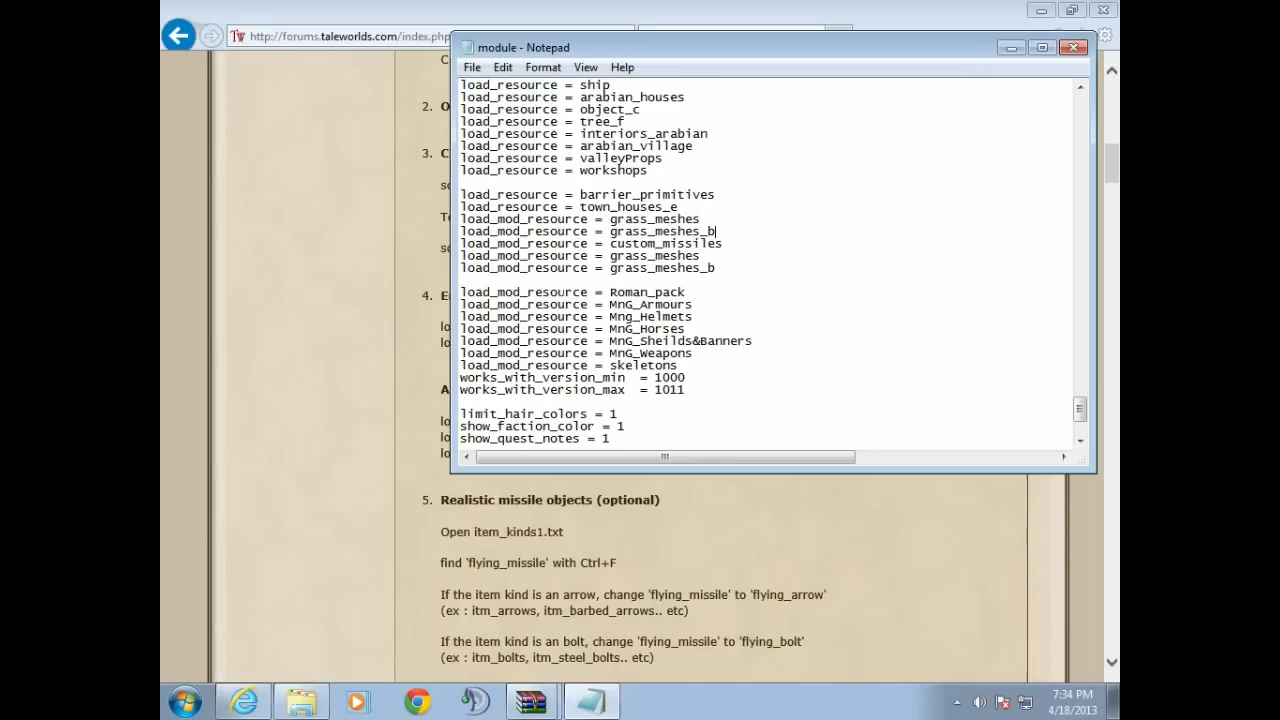 http://forums.taleworlds.com/index.php
module - Notepad
File Edit Format View Help
load_resource = ship
load_resource = arabian_houses
load_resource = object_c
load_resource = tree_f
load_resource = interiors_arabian
load_resource = arabian_village
load_resource = valleyProps
load_resource = workshops
load_resource = barrier_primitives
load_resource = town_houses_e
load_mod_resource = grass_meshes
load_mod_resource = grass_meshes_b
load_mod_resource = custom_missiles
load_mod_resource = grass_meshes
load_mod_resource = grass_meshes_b
load_mod_resource = Roman_pack
load_mod_resource = MnG_Armours
load_mod_resource = Mng_Helmets
load_mod_resource = MnG_Horses
load_mod_resource = MnG_Sheilds&Banners
load_mod_resource = MnG_Weapons
load_mod_resource = skeletons
works_with_version_min = 1000
works_with_version_max = 1011
limit_hair_colors = 1
show_faction_color = 1
show_quest_notes = 1
2.
3.
4.
5. Realistic missile objects (optional)
Open item_kinds1.txt
find 'flying_missile' with Ctrl+F
If the item kind is an arrow, change 'flying_missile' to 'flying_arrow'
(ex : itm_arrows, itm_barbed_arrows.. etc)
If the item kind is an bolt, change 'flying_missile' to 'flying_bolt'
(ex : itm_bolts, itm_steel_bolts.. etc)
7:34 PM
4/18/2013